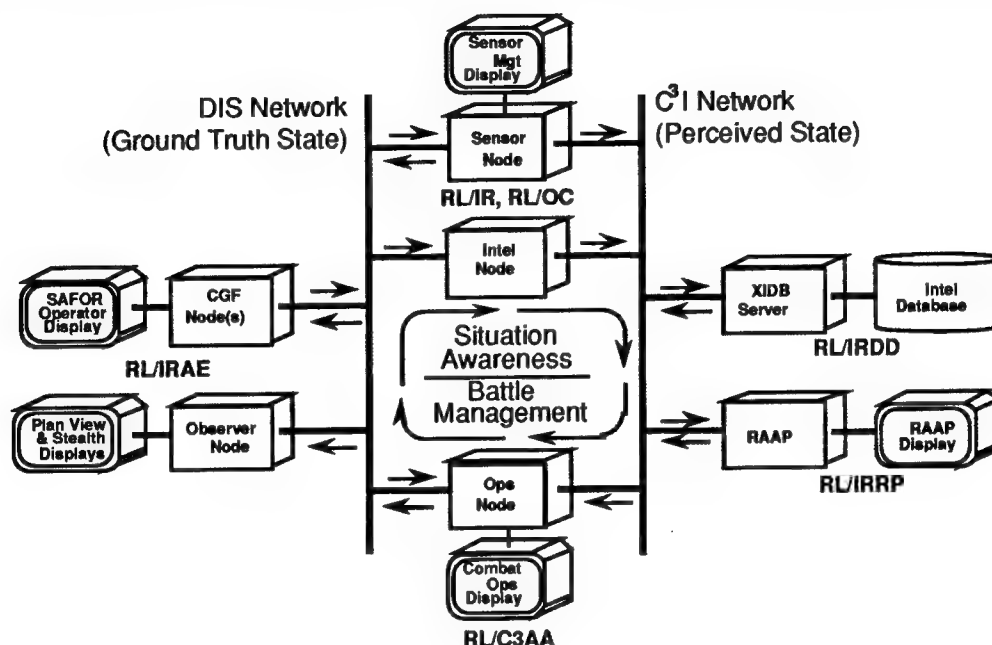 Sensor
Mgt
Display
DIS Network
(Ground Truth State)
C³I Network
(Perceived State)
Sensor
Node
RL/IR, RL/OC
Intel
Node
SAFOR
Operator
Display
CGF
Node(s)
RL/IRAE
XIDB
Server
Intel
Database
RL/IRDD
Situation
Awareness
Battle
Management
Plan View
& Stealth
Displays
Observer
Node
RAAP
RAAP
Display
RL/IRRP
Ops
Node
Combat
Ops
Display
RL/C3AA